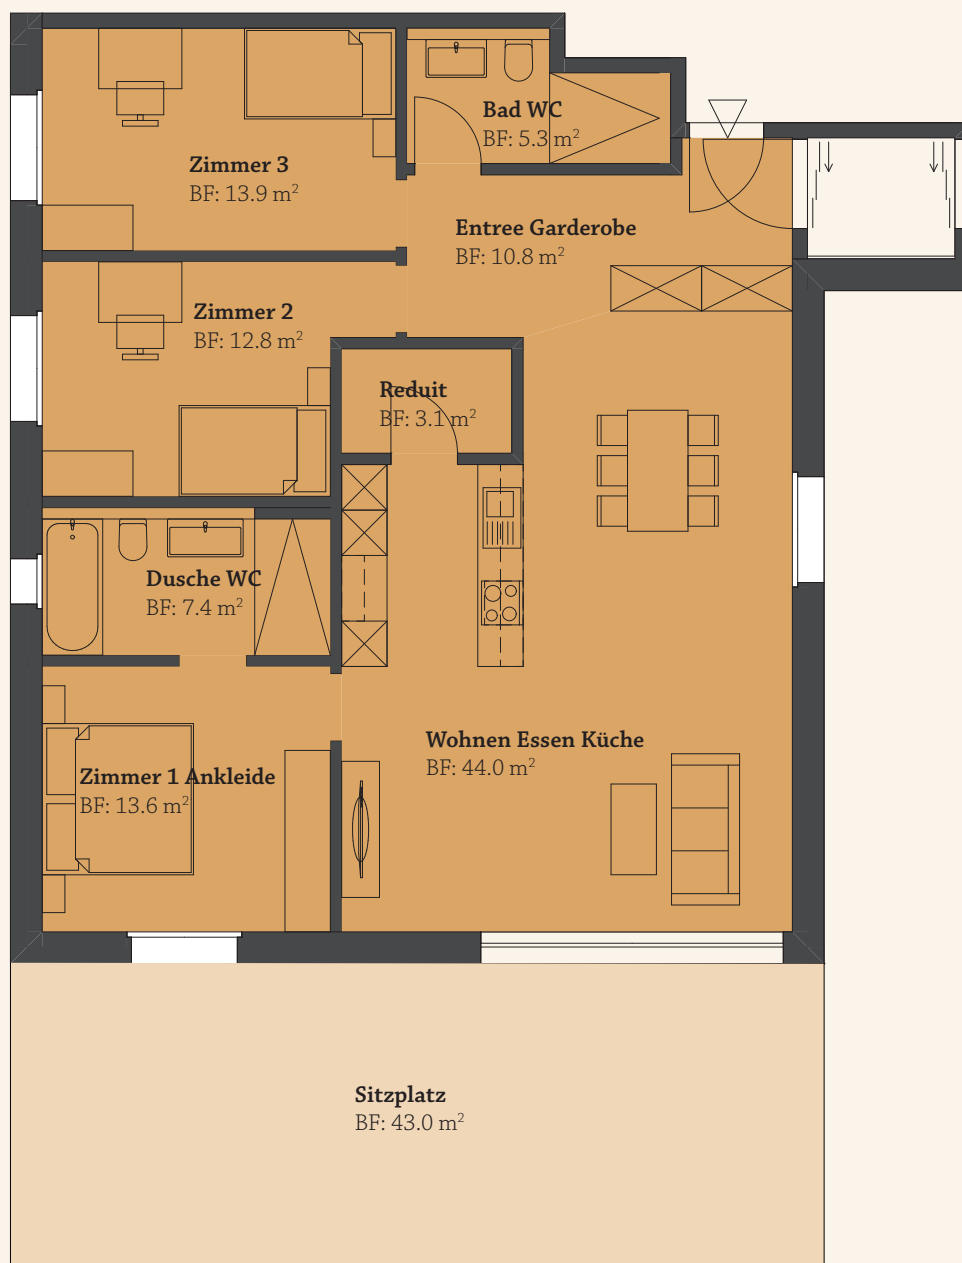 Bad WC
BF: 5.3 m²
Zimmer 3
BF: 13.9 m²
Entree Garderobe
BF: 10.8 m²
Zimmer 2
BF: 12.8 m²
Reduit
BF: 3.1 m²
Dusche WC
BF: 7.4 m²
Wohnen Essen Küche
BF: 44.0 m²
Zimmer 1 Ankleide
BF: 13.6 m²
Sitzplatz
BF: 43.0 m²